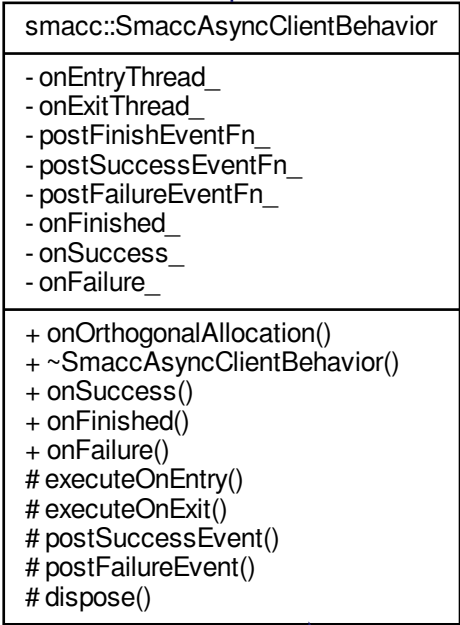 smacc::SmaccAsyncClientBehavior
- onEntryThread_
- onExitThread_
- postFinishEventFn_
- postSuccessEventFn_
- postFailureEventFn_
- onFinished_
- onSuccess_
- onFailure_
+ onOrthogonalAllocation()
+ ~SmaccAsyncClientBehavior()
+ onSuccess()
+ onFinished()
+ onFailure()
# executeOnEntry()
# executeOnExit()
# postSuccessEvent()
# postFailureEvent()
# dispose()